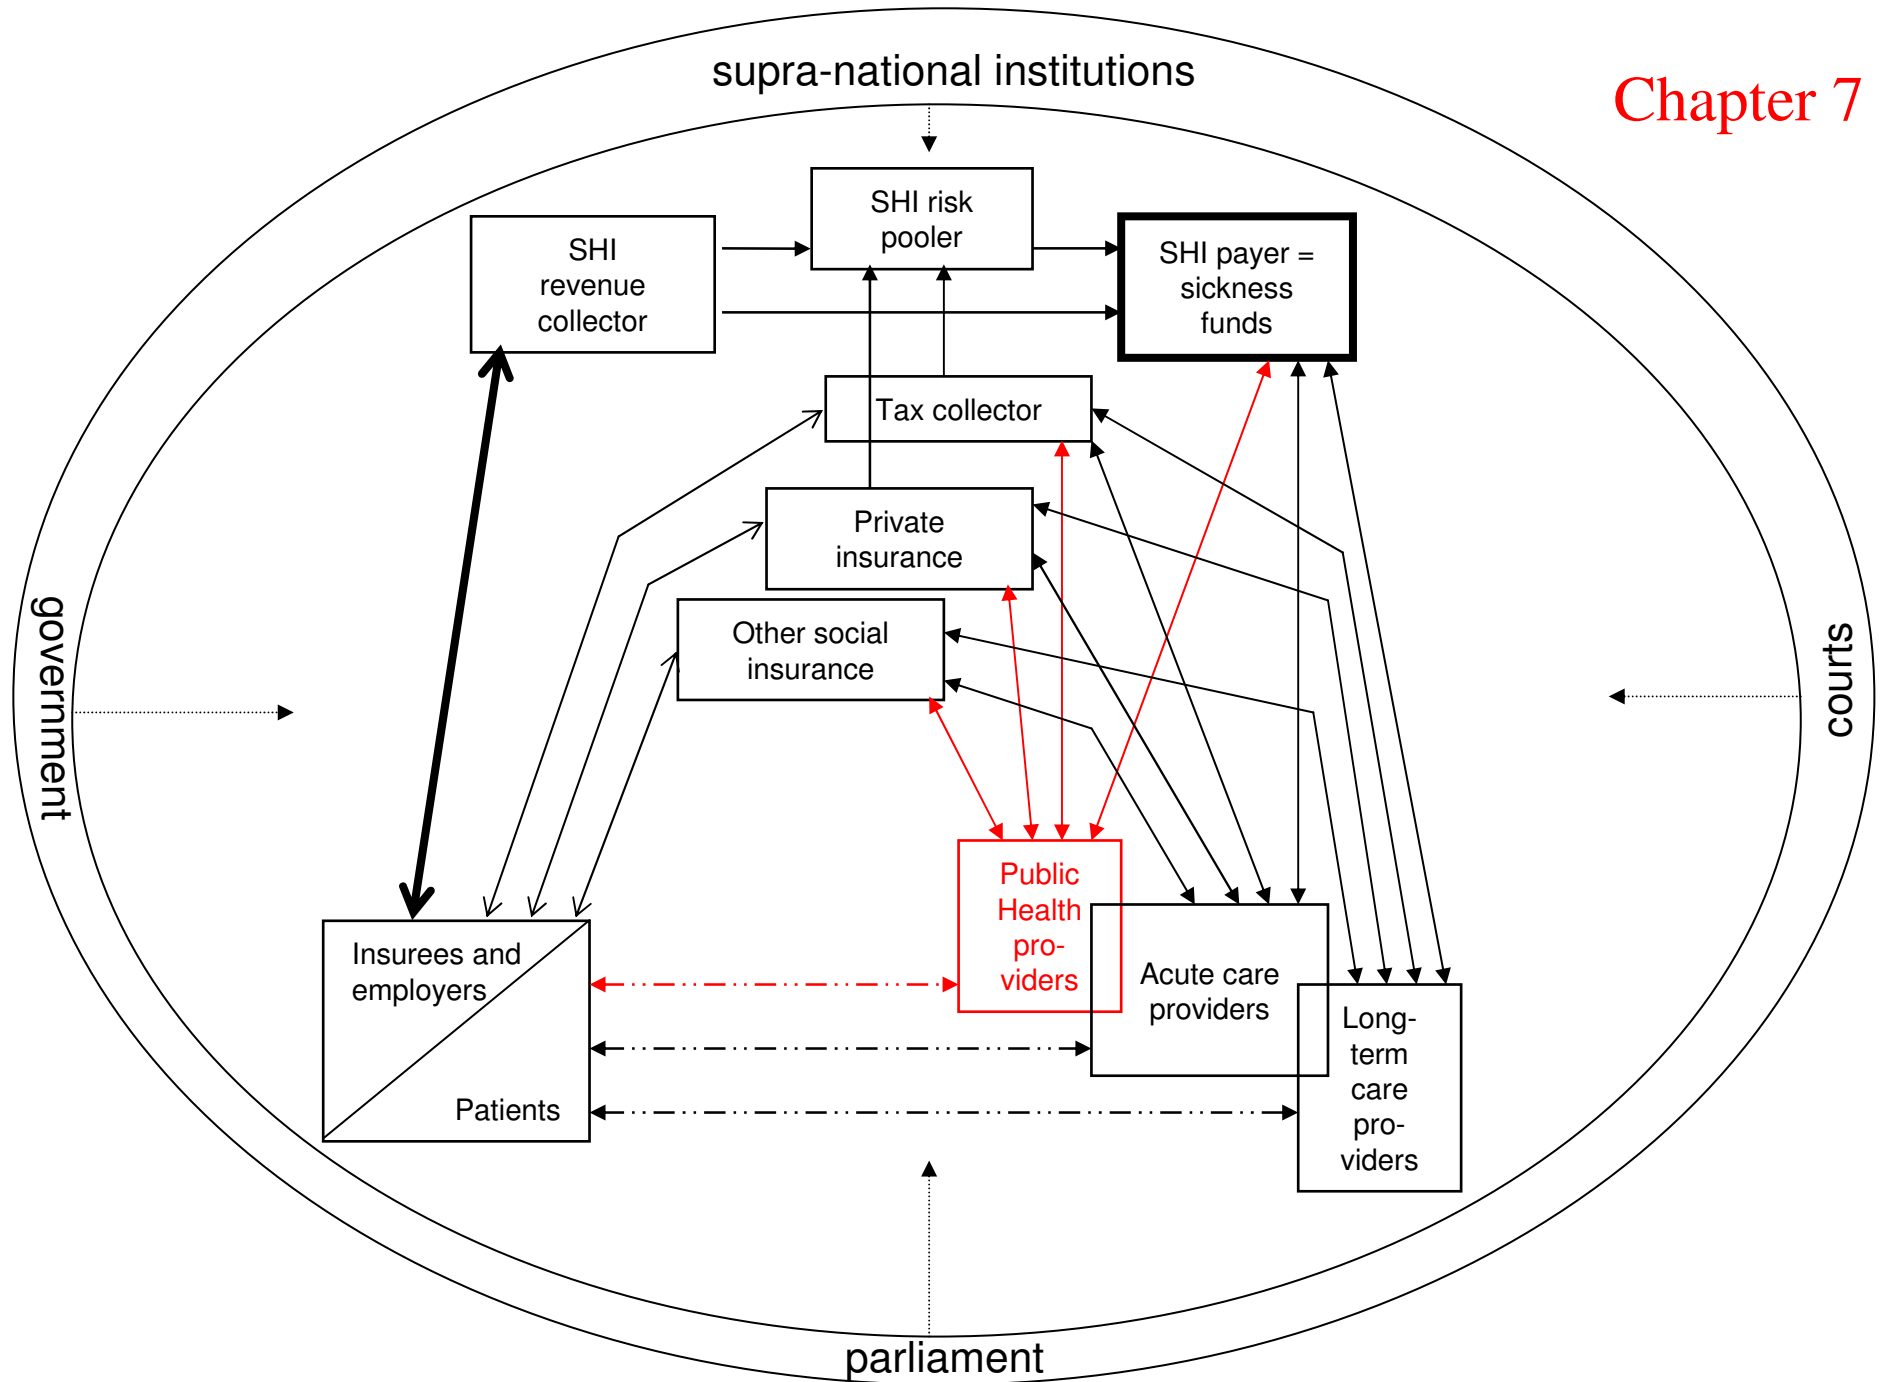 supra-national institutions
Chapter 7
SHI risk
pooler
SHI
revenue
collector
SHI payer =
sickness
funds
Tax collector
Private
insurance
Other social
insurance
government
courts
Public
Health
pro-
viders
Insurees and
employers
Patients
Acute care
providers
Long-
term
care
pro-
viders
parliament